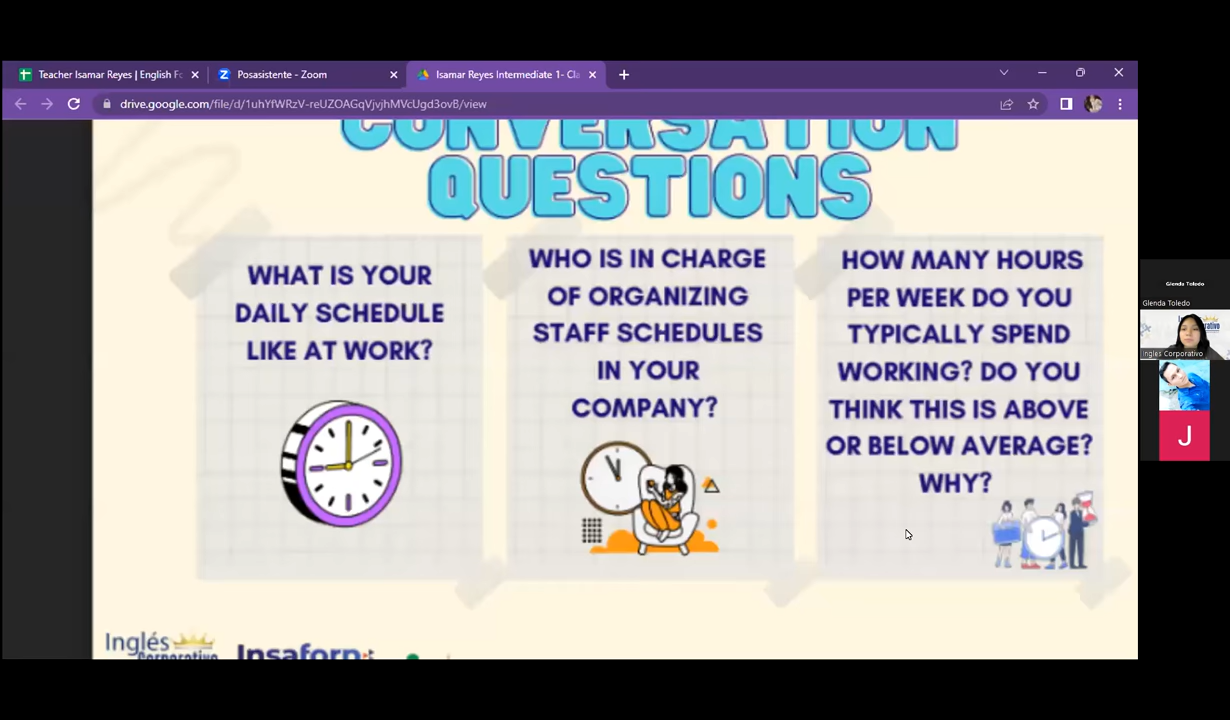 Teacher Isamar Reyes | English Fo
Posasistente - Zoom
Isamar Reyes Intermediate 1- Cla
drive.google.com/file/d/1uhYfWRzV-reUZOAGqVjvjhMVcUgd3ovB/view
CONVERSATION
QUESTIONS
WHAT IS YOUR
DAILY SCHEDULE
LIKE AT WORK?
WHO IS IN CHARGE
OF ORGANIZING
STAFF SCHEDULES
IN YOUR
COMPANY?
HOW MANY HOURS
PER WEEK DO YOU
TYPICALLY SPEND
WORKING? DO YOU
THINK THIS IS ABOVE
OR BELOW AVERAGE?
WHY?
Inglés
Corporativo
Insaforp
Glenda Toledo
Glenda Toledo
Ingles Corporativo
J